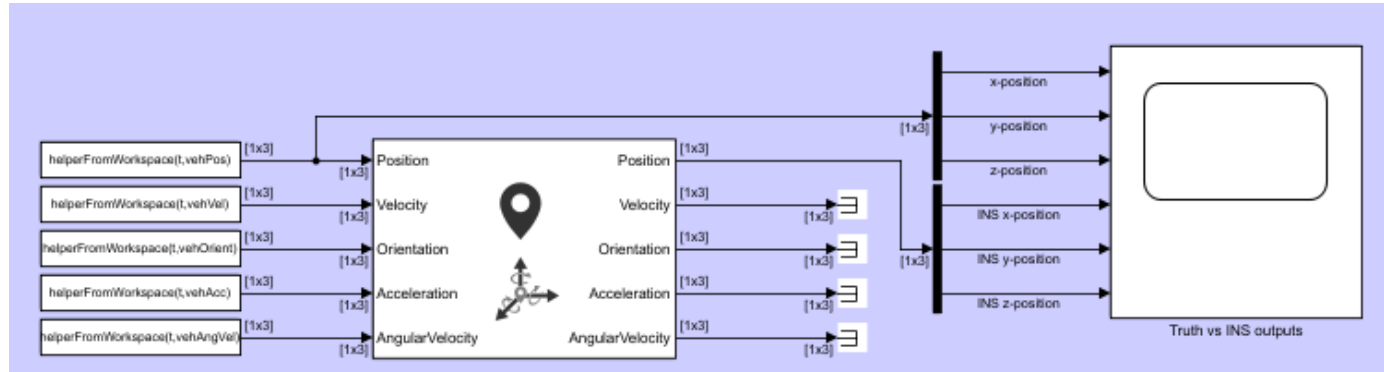 x-position
[1x3]
y-position
helperFromWorkspace(t,vehPos)
[1x3]
[1x3]
Position
Position
[1x3]
z-position
helperFromWorkspace(t,vehVel)
[1x3]
[1x3]
Velocity
Velocity
[1x3]
[1x3]
INS x-position
helperFromWorkspace(t,vehOrient)
[1x3]
[1x3]
Orientation
Orientation
[1x3]
[1x3]
[1x3]
INS y-position
helperFromWorkspace(t,vehAcc)
[1x3]
[1x3]
Acceleration
Acceleration
[1x3]
[1x3]
INS z-position
helperFromWorkspace(t,vehAngVel)
[1x3]
[1x3]
AngularVelocity
AngularVelocity
[1x3]
[1x3]
Truth vs INS outputs